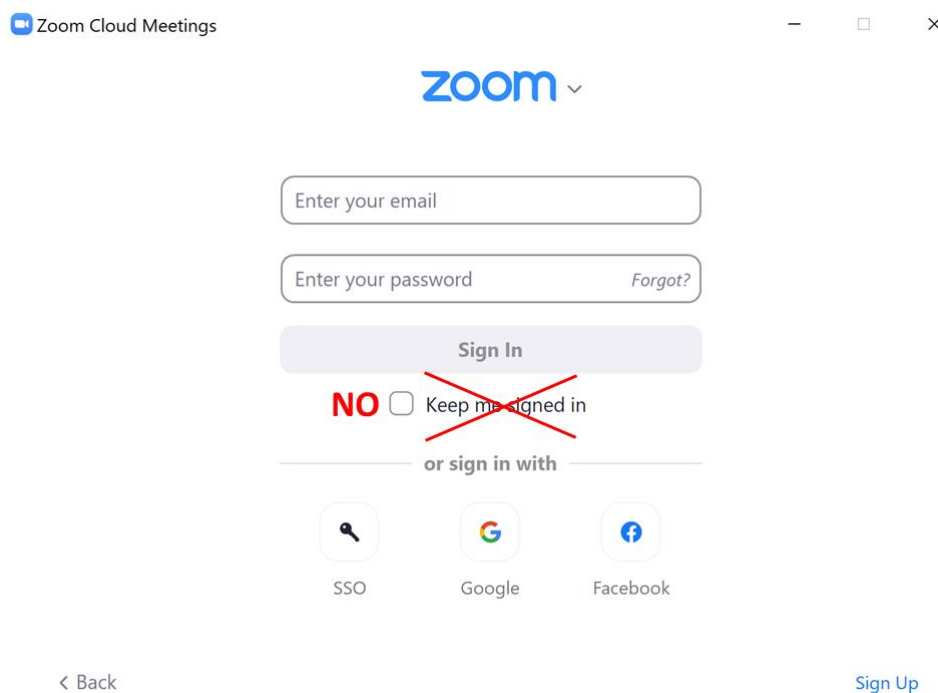 Zoom Cloud Meetings
zoom
Enter your email
Enter your password Forgot?
Sign In
NO Keep me signed in
or sign in with
SSO Google Facebook
Back Sign Up